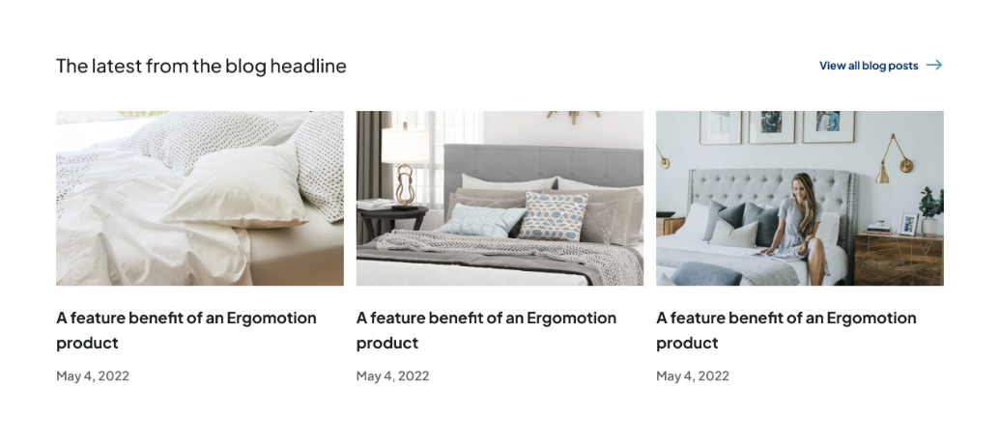 The latest from the blog headline
View all blog posts
A feature benefit of an Ergomotion
product
May 4, 2022
A feature benefit of an Ergomotion
product
May 4, 2022
A feature benefit of an Ergomotion
product
May 4, 2022